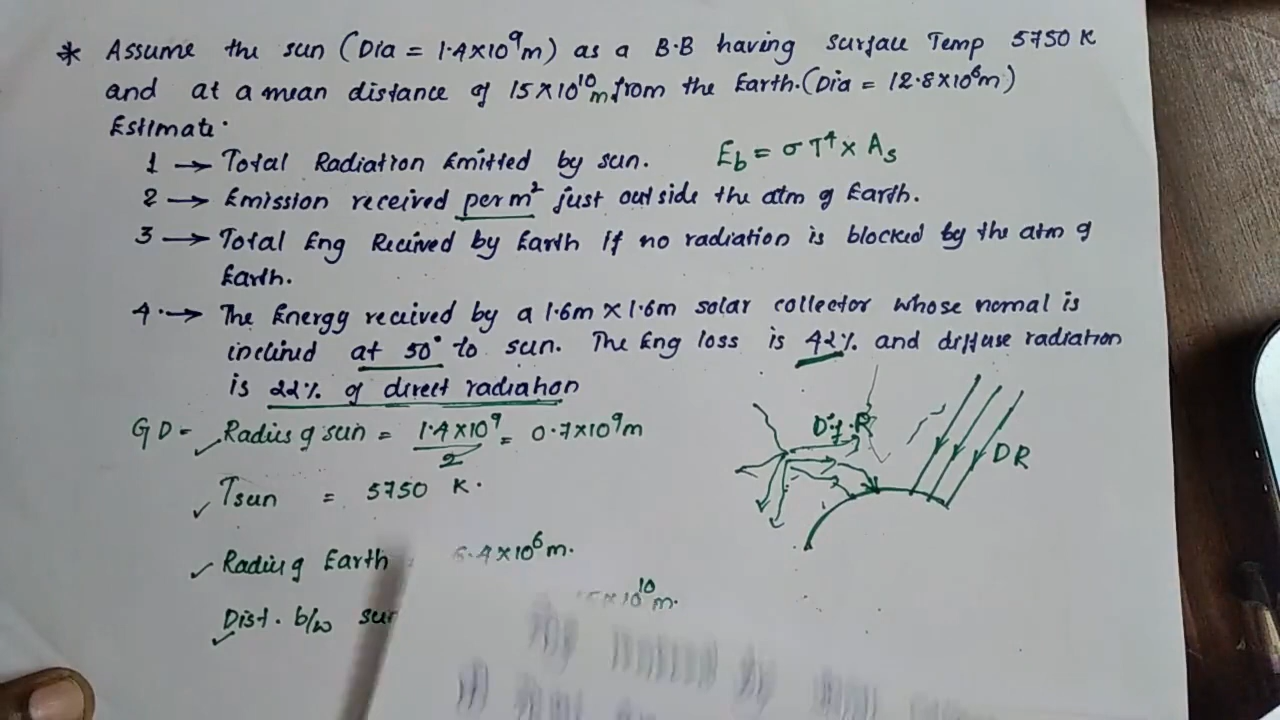 * Assume the sun (Dia = 1.4×10⁹m) as a B.B having surface Temp 5750 K
and at a mean distance of 15×10¹⁰m from the Earth. (Dia = 12.8×10⁶m)
Estimate.
1 → Total Radiation Emitted by sun. E_b = σT⁴ × A_s
2 → Emission received per m² just outside the atm of Earth.
3 → Total Eng Recived by Earth if no radiation is blocked by the atm of
Earth.
4. → The Energy received by a 1.6m × 1.6m solar collector whose nomal is
inclined at 50° to sun. The Eng loss is 42% and diffuse radiation
is 22% of direct radiation
GD = ✓ Radius of sun = 1.4×10⁹/2 = 0.7×10⁹m
Dif.R
DR
✓ Tsun = 5750 K.
✓ Radius of Earth 6.4×10⁶m.
✓ Dist. b/w 10¹⁰m.